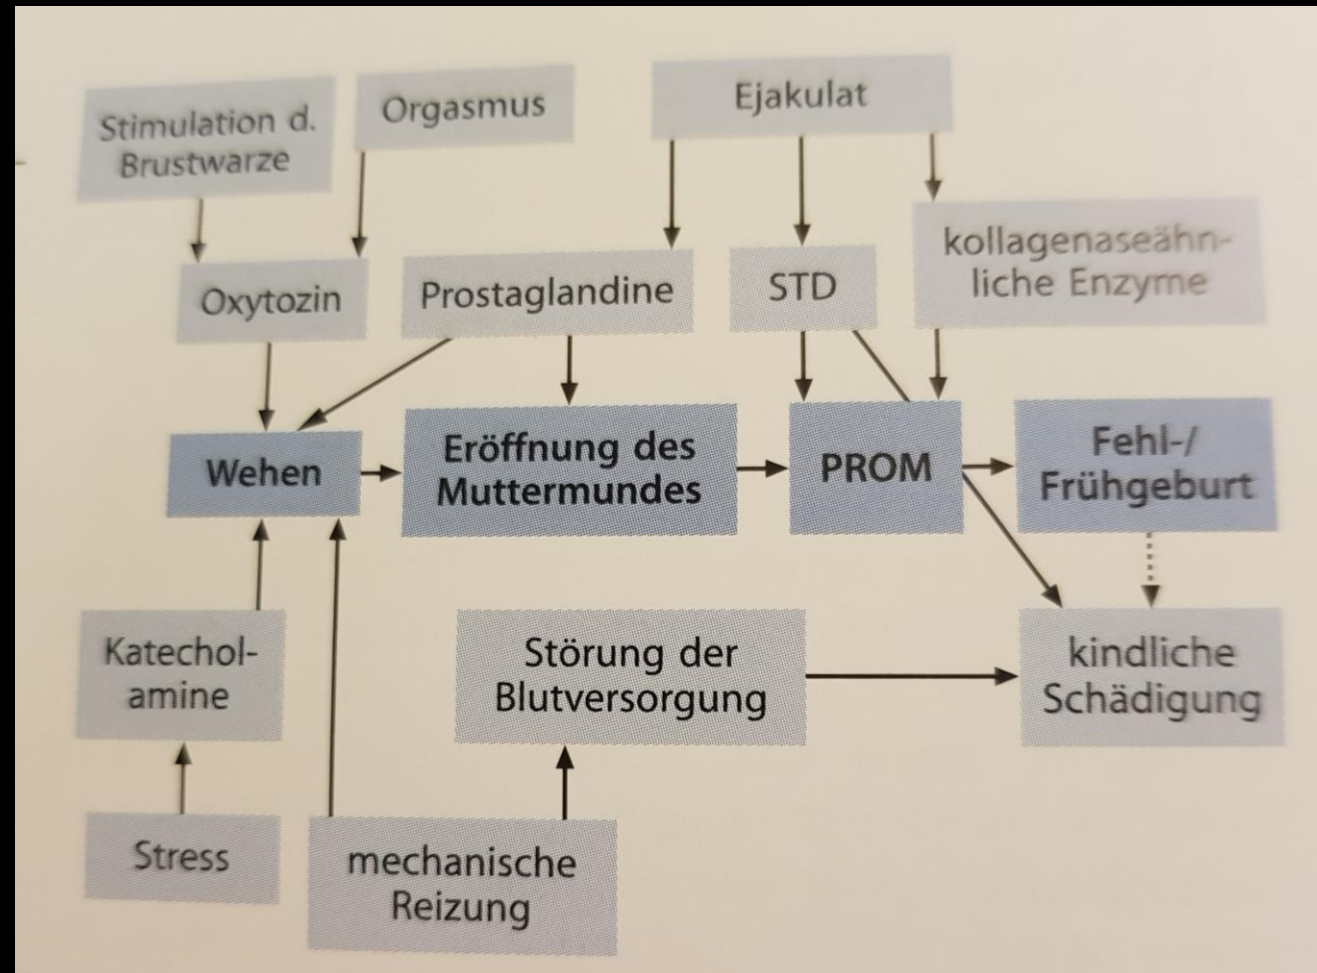 Stimulation d.
Brustwarze
Orgasmus
Ejakulat
Oxytozin
Prostaglandine
STD
kollagenaseähn-
liche Enzyme
Wehen
Eröffnung des
Muttermundes
PROM
Fehl-/
Frühgeburt
Katechol-
amine
Störung der
Blutversorgung
kindliche
Schädigung
Stress
mechanische
Reizung